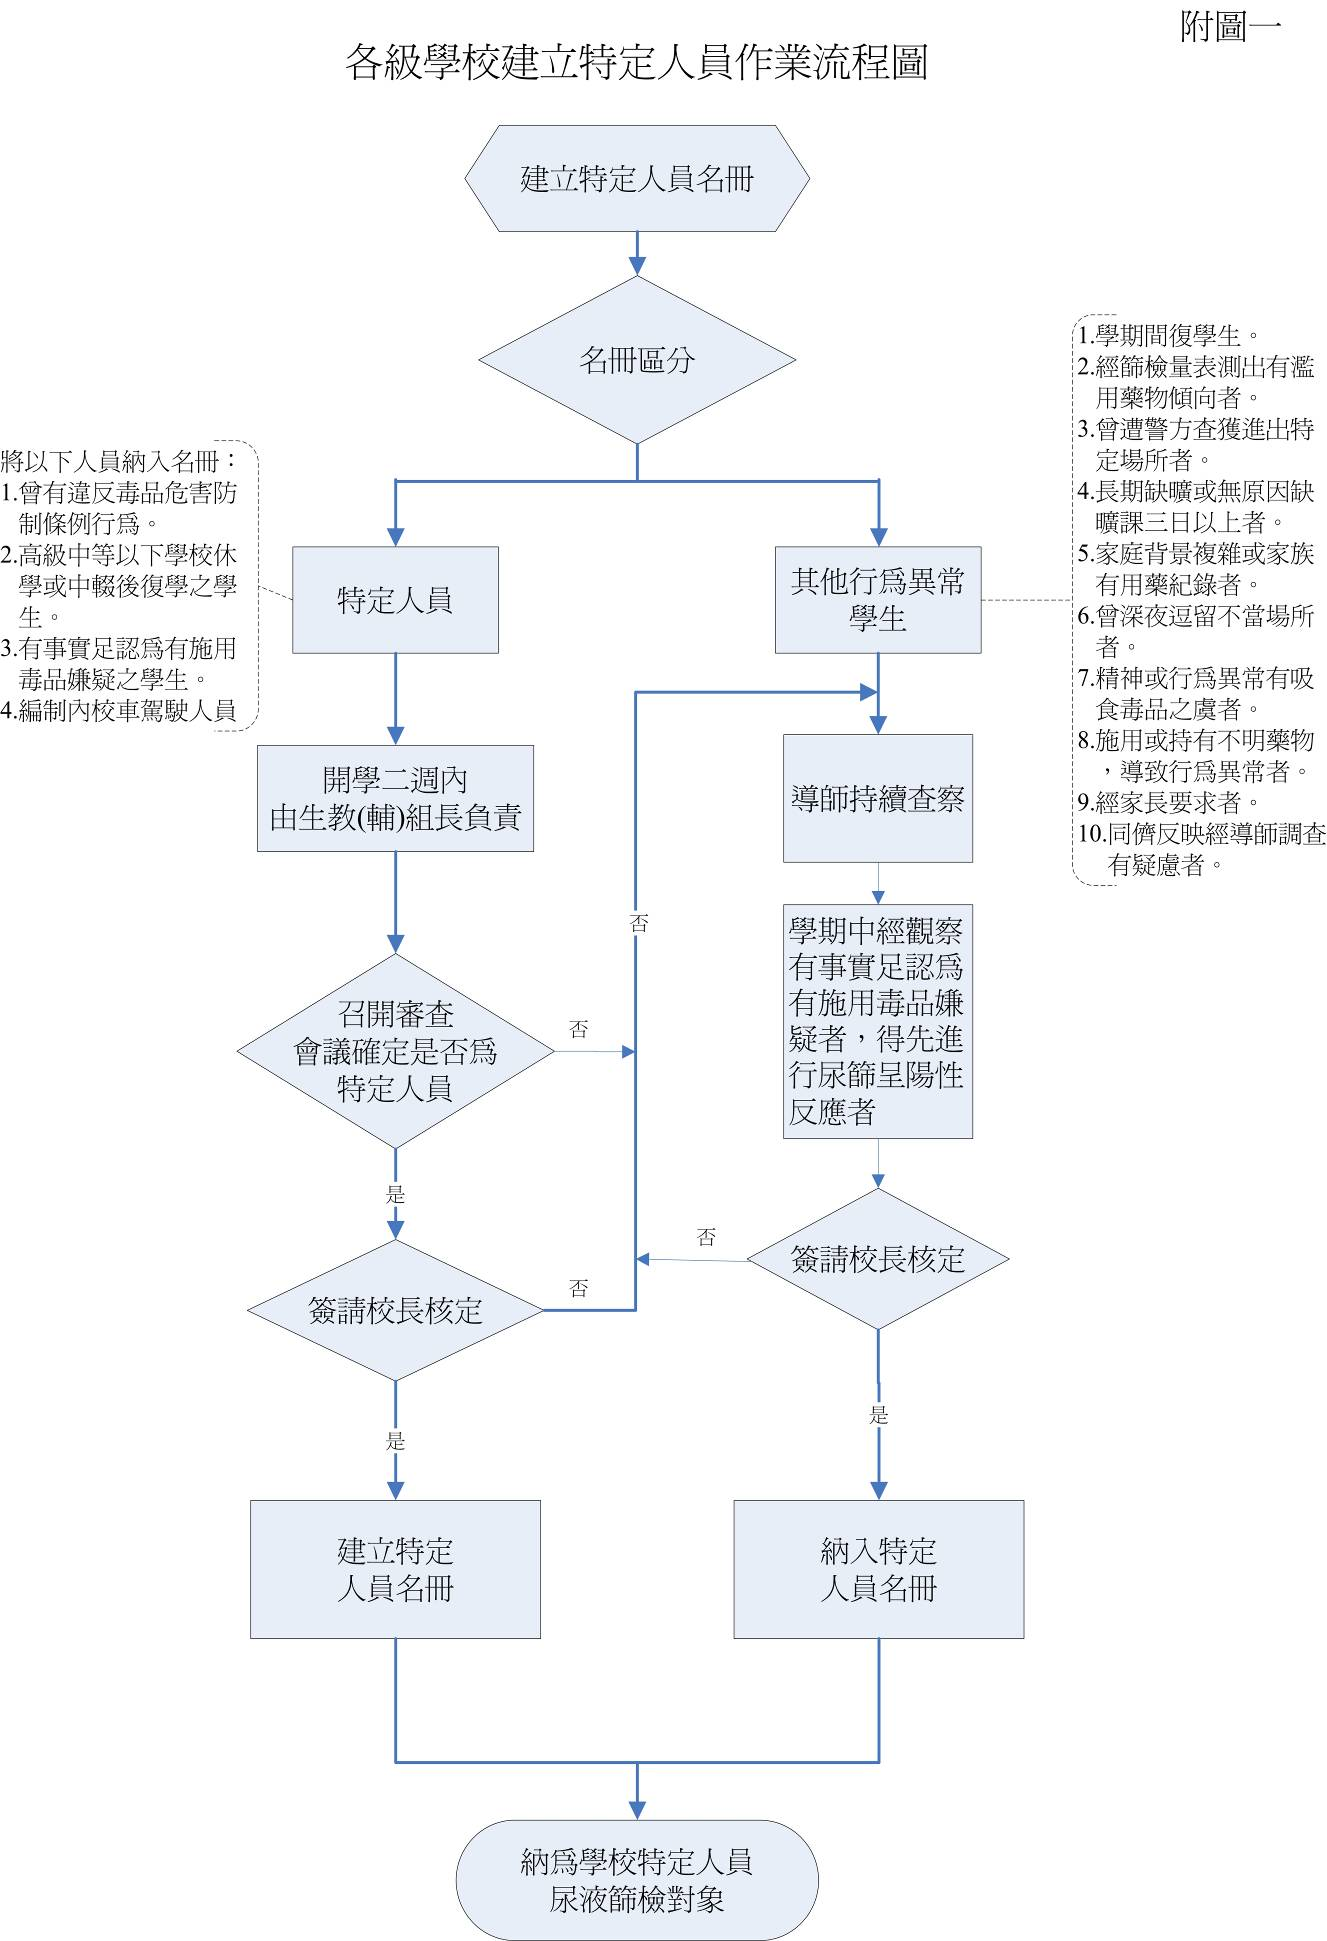 附圖一
各級學校建立特定人員作業流程圖
建立特定人員名冊
名冊區分
將以下人員納入名冊：
1.曾有違反毒品危害防
制條例行為。
2.高級中等以下學校休
學或中輟後復學之學
生。
3.有事實足認為有施用
毒品嫌疑之學生。
4.編制內校車駕駛人員
特定人員
其他行為異常
學生
1.學期間復學生。
2.經篩檢量表測出有濫
用藥物傾向者。
3.曾遭警方查獲進出特
定場所者。
4.長期缺曠或無原因缺
曠課三日以上者。
5.家庭背景複雜或家族
有用藥紀錄者。
6.曾深夜逗留不當場所
者。
7.精神或行為異常有吸
食毒品之虞者。
8.施用或持有不明藥物
，導致行為異常者。
9.經家長要求者。
10.同儕反映經導師調查
有疑慮者。
開學二週內
由生教(輔)組長負責
導師持續查察
否
學期中經觀察
有事實足認為
有施用毒品嫌
疑者，得先進
行尿篩呈陽性
反應者
召開審查
會議確定是否為
特定人員
否
是
簽請校長核定
否
簽請校長核定
否
是
是
建立特定
人員名冊
納入特定
人員名冊
納為學校特定人員
尿液篩檢對象